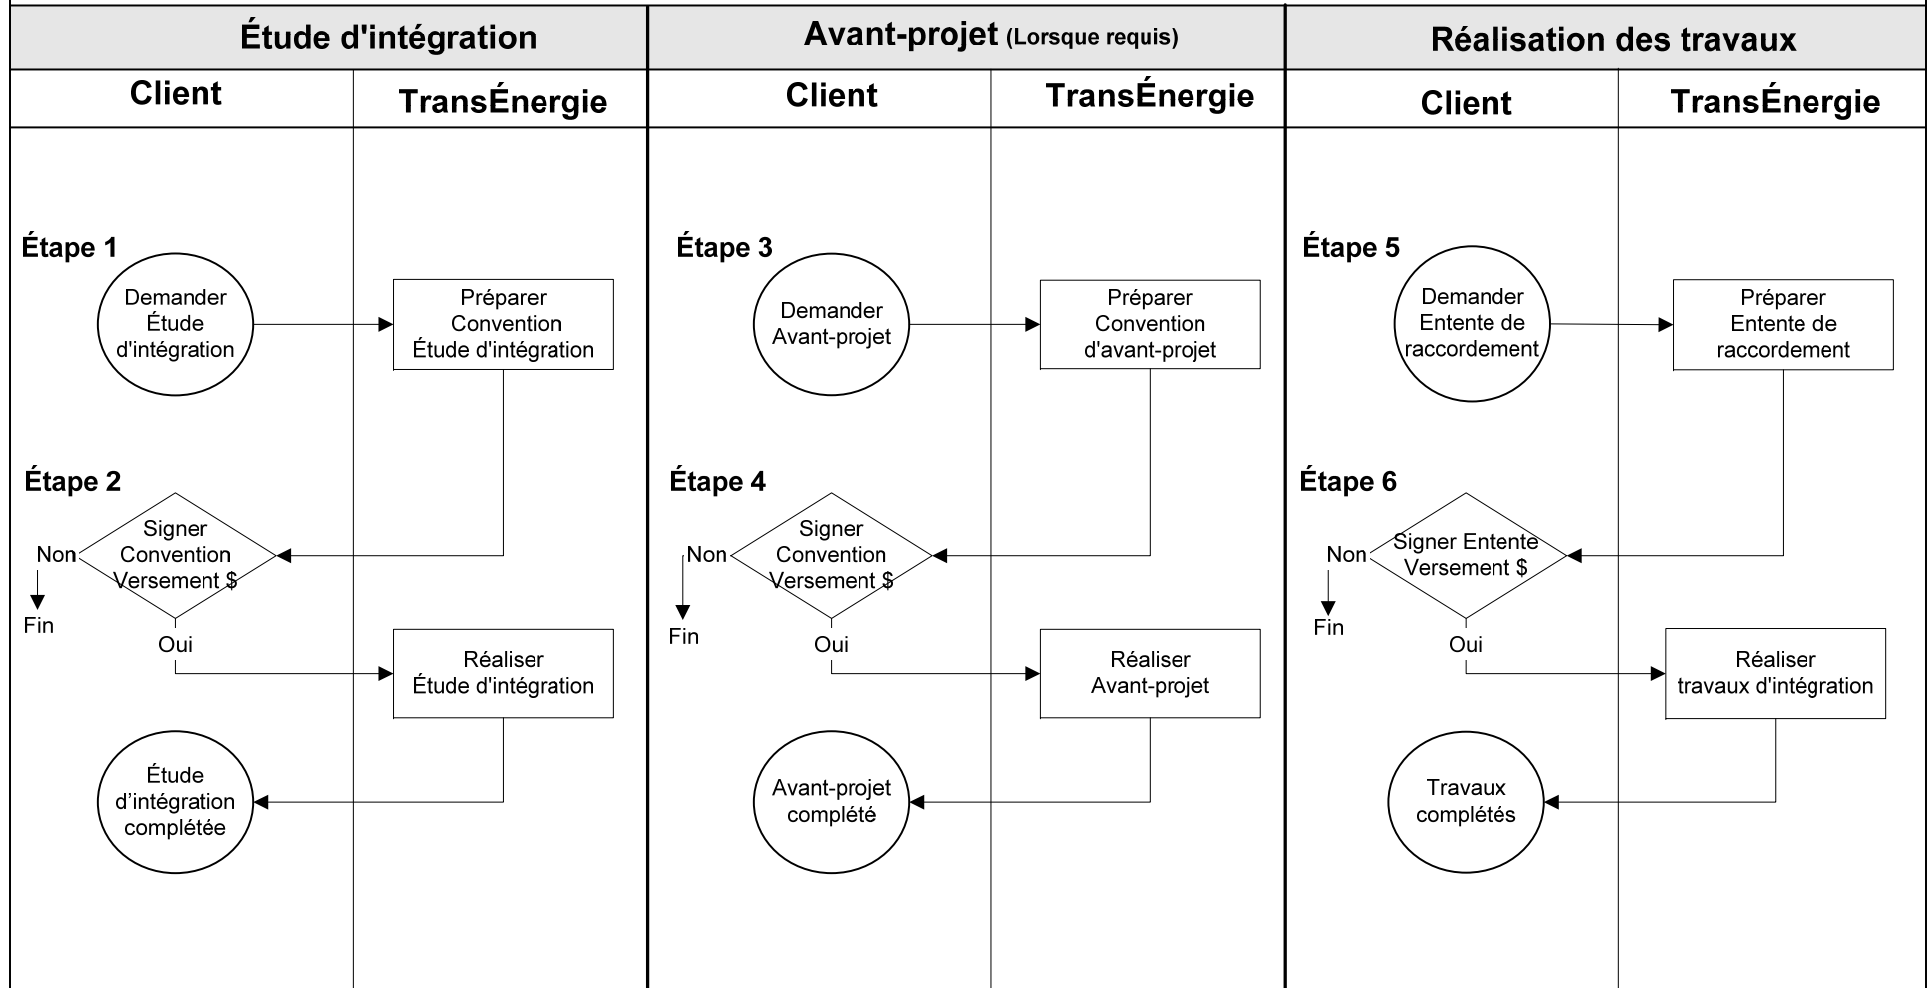 Étude d'intégration
Avant-projet (Lorsque requis)
Réalisation des travaux
Client
TransÉnergie
Client
TransÉnergie
Client
TransÉnergie
Étape 1
Demander
Étude
d'intégration
Préparer
Convention
Étude d'intégration
Étape 2
Signer
Convention
Versement $
Non
Fin
Oui
Réaliser
Étude d'intégration
Étude
d’intégration
complétée
Étape 3
Demander
Avant-projet
Préparer
Convention
d'avant-projet
Étape 4
Signer
Convention
Versement $
Non
Fin
Oui
Réaliser
Avant-projet
Avant-projet
complété
Étape 5
Demander
Entente de
raccordement
Préparer
Entente de
raccordement
Étape 6
Signer Entente
Versement $
Non
Fin
Oui
Réaliser
travaux d'intégration
Travaux
complétés